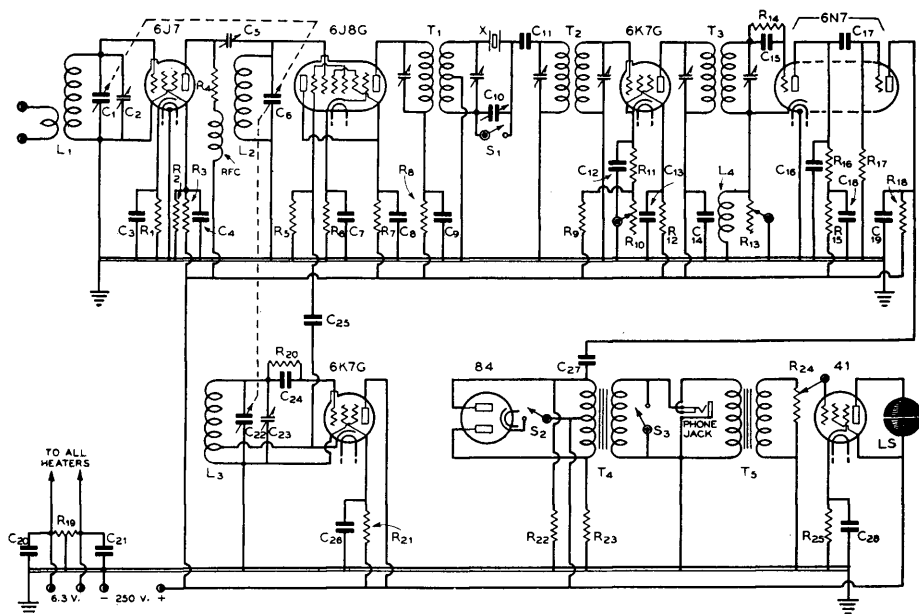 6J7 C5 6J8G T1 X C11 T2 6K7G T3 R14 6N7 C17
C15
R4 C10
L1 C1 C2 L2 C6 S1
RFC
R2 R3 R8 C12 R11 C13 L4 C16 R16 R17
C18 R18
C3 R1 C4 R5 R6 C7 R7 C8 C9 R9 R10 R12 C14 R13 R15 C19
C25
R20 6K7G 84 C27 R24 41
C24
S2 S3 PHONE JACK LS
C22 C23
L3 T4 T5
TO ALL
HEATERS
R19
C20 C21 C26 R21 R22 R23 R25 C28
6.3 V. - 250 V. +